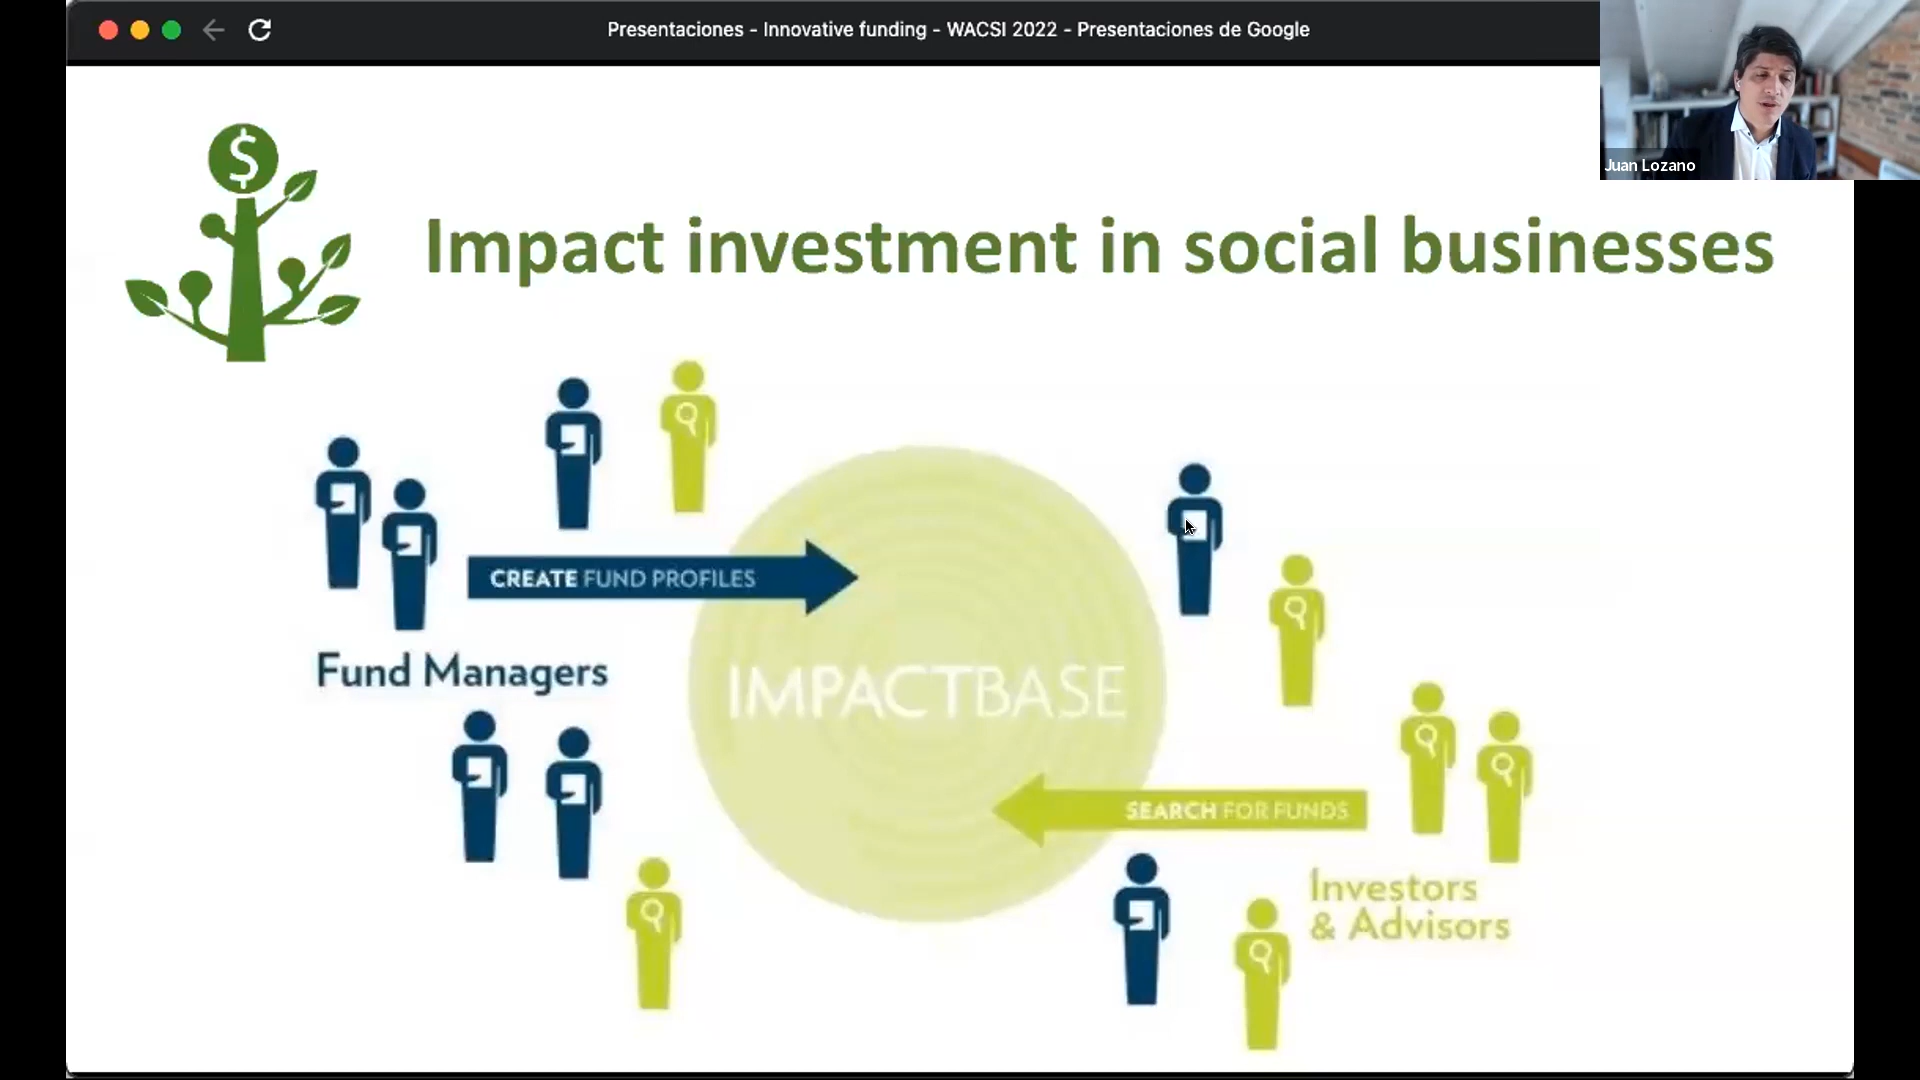 Presentaciones - Innovative funding - WACSI 2022 - Presentaciones de Google
Juan Lozano
$
Impact investment in social businesses
CREATE FUND PROFILES
Fund Managers
IMPACTBASE
SEARCH FOR FUNDS
Investors
& Advisors